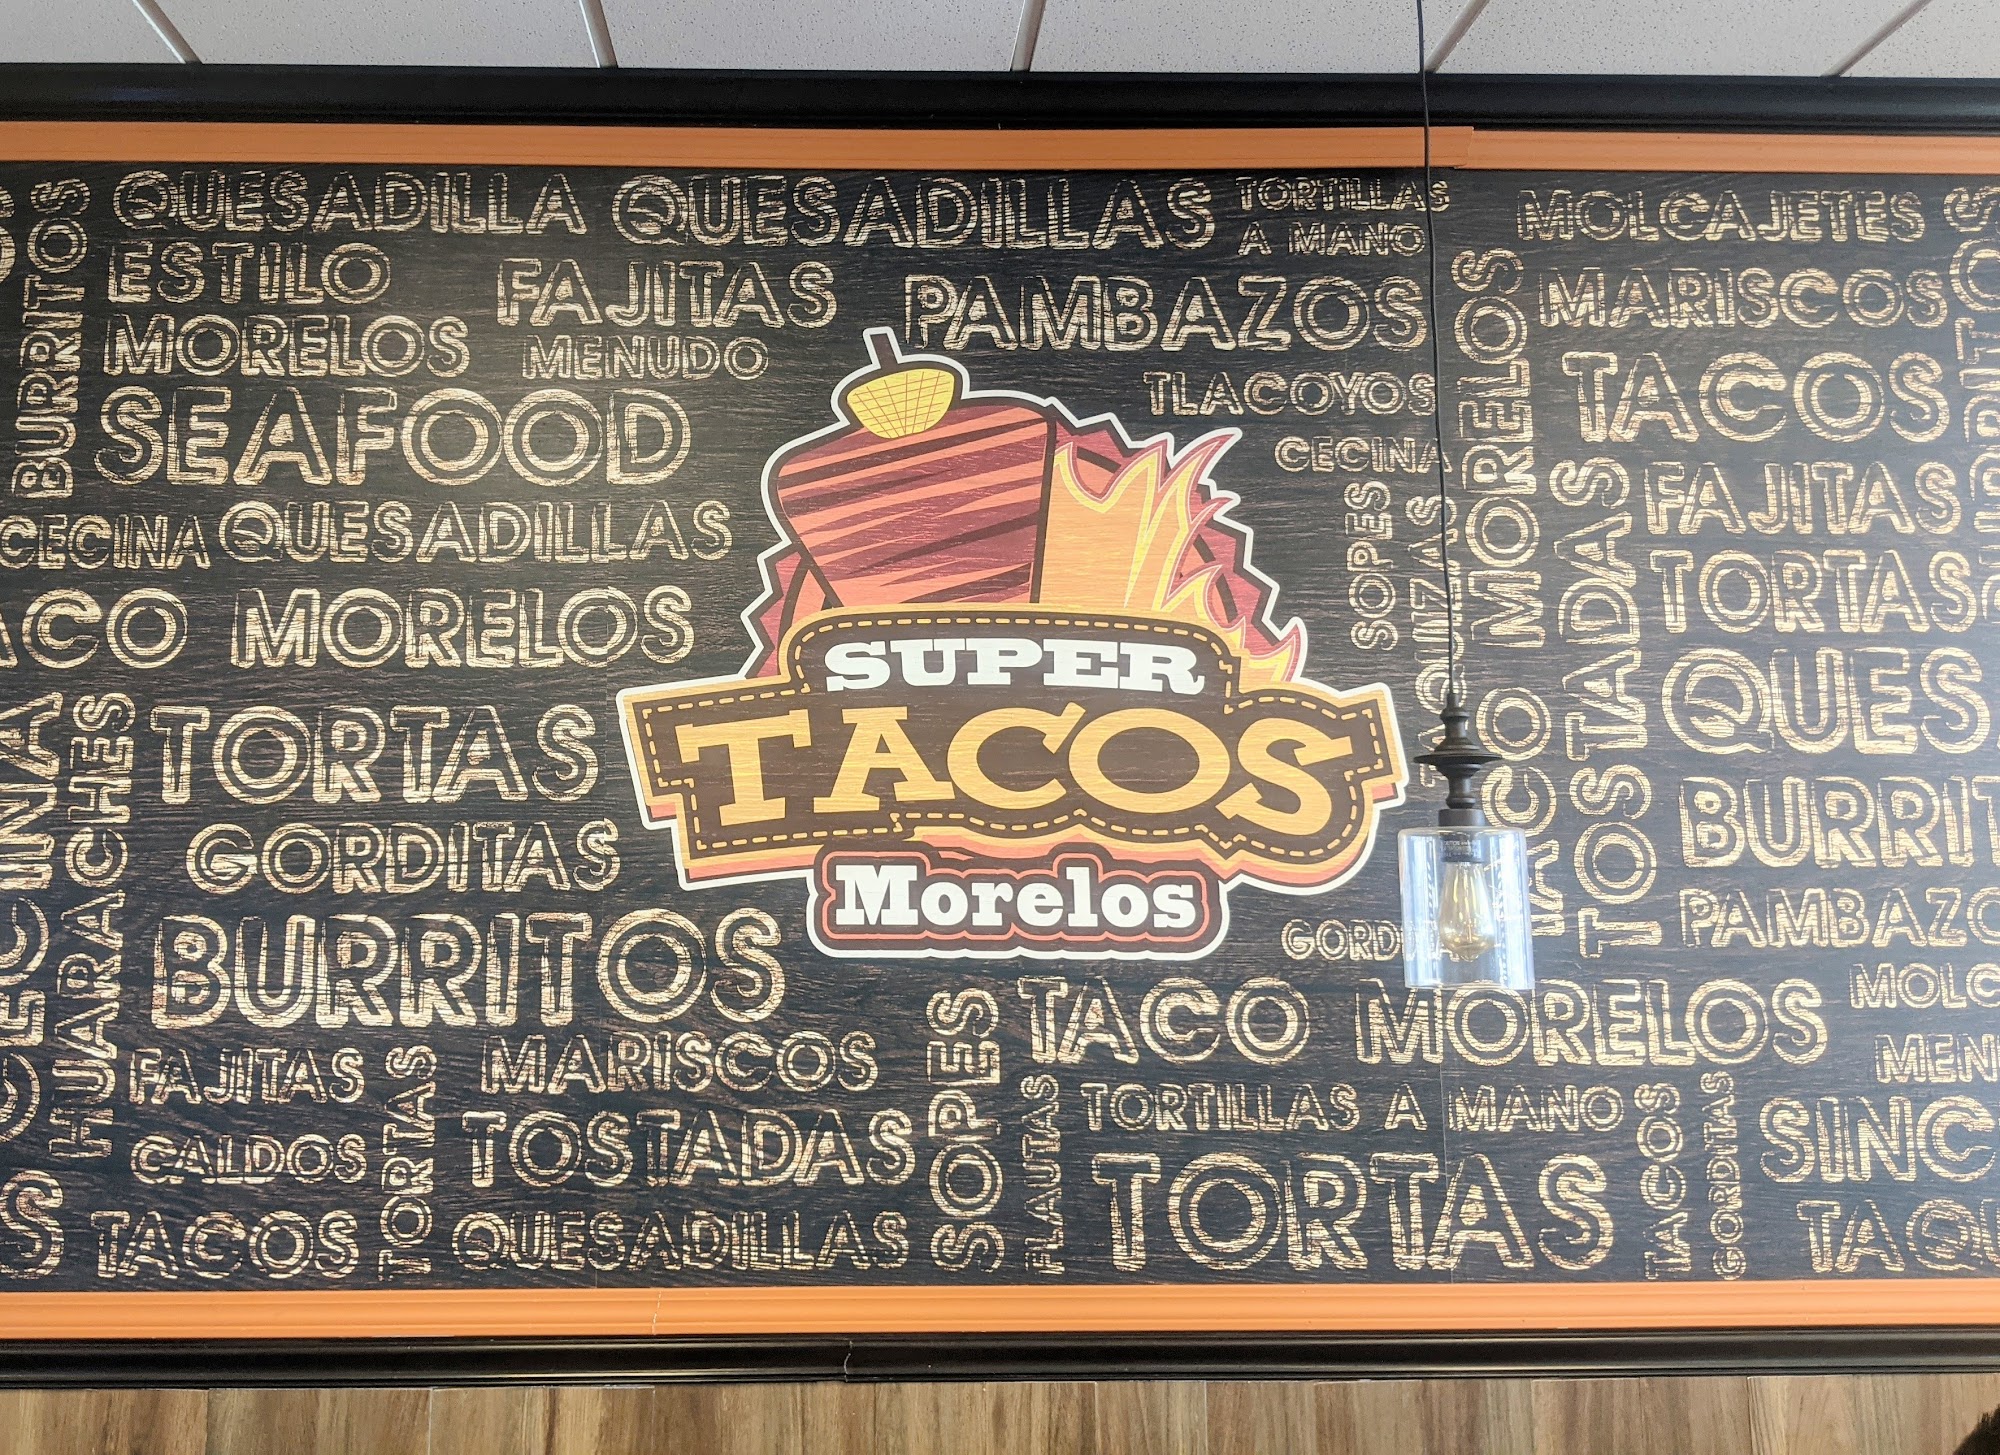 BURRITOS
QUESADILLA
ESTILO
MORELOS
QUESADILLAS
TORTILLAS
A MANO
MOLCAJETES
FAJITAS
MENUDO
PAMBAZOS
MARISCOS
MORELOS
TACOS
SEAFOOD
TLACOYOS
CECINA
FAJITAS
CECINA
QUESADILLAS
SOPES
TOSTADAS
TORTAS
MORELOS
SUPER
TACOS
Morelos
HUARACHES
TORTAS
GORDITAS
TOSTADAS
PAMBAZO
BURRITOS
TACO MORELOS
FAJITAS
TORTAS
MARISCOS
SOPES
FLAUTAS
TORTILLAS A MANO
TACOS
GORDITAS
CALDOS
TOSTADAS
TORTAS
TACOS
QUESADILLAS